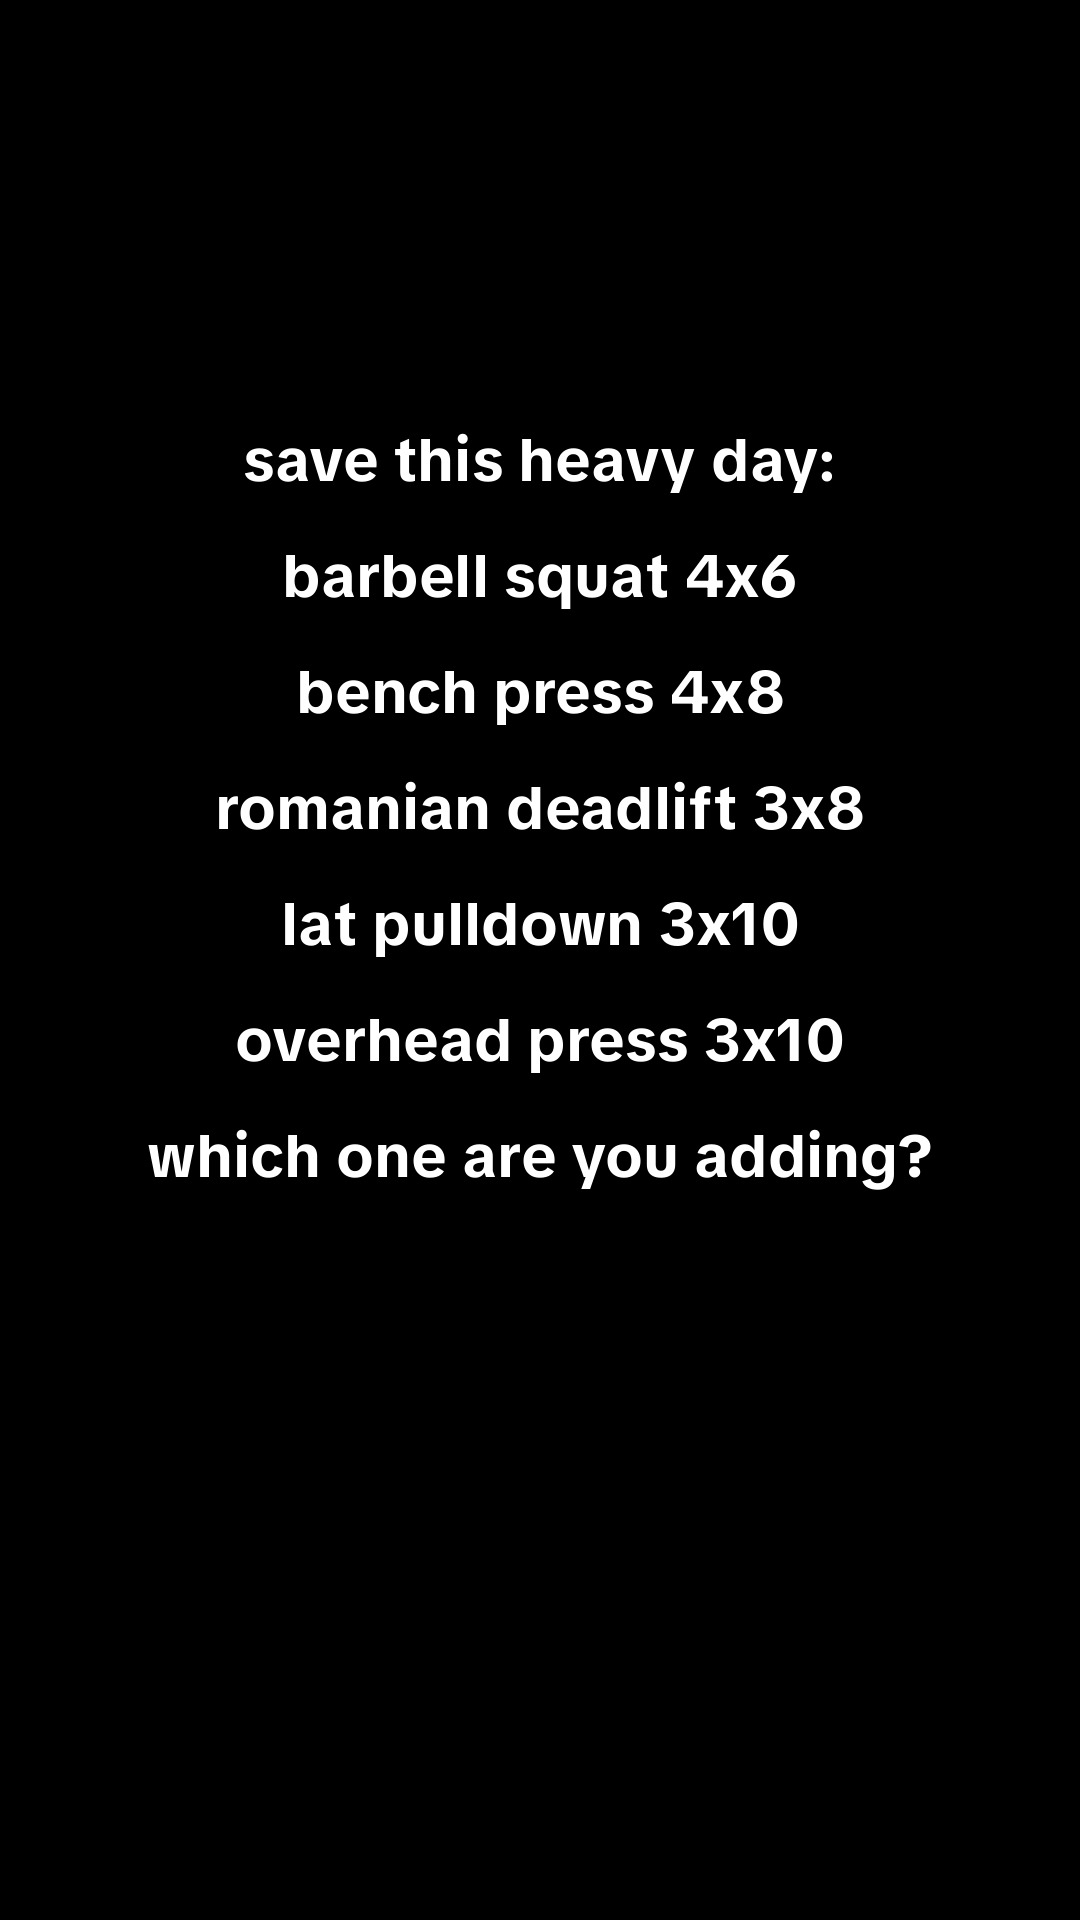 save this heavy day:
barbell squat 4x6
bench press 4x8
romanian deadlift 3x8
lat pulldown 3x10
overhead press 3x10
which one are you adding?